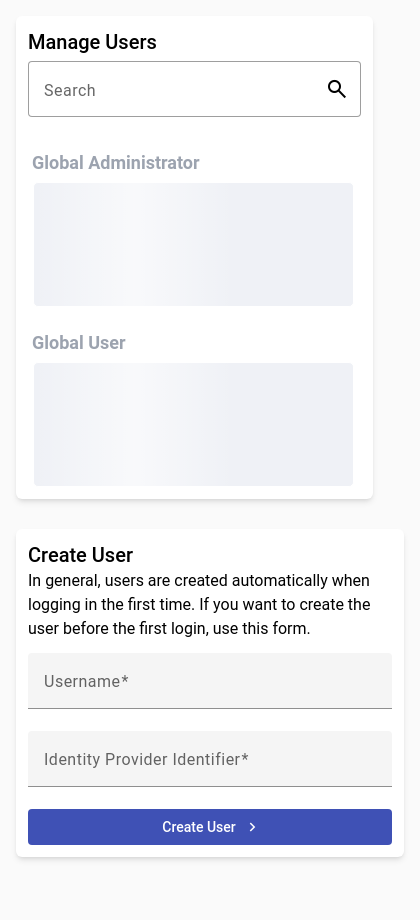 Manage Users
Search
Global Administrator
Global User
Create User
In general, users are created automatically when
logging in the first time. If you want to create the
user before the first login, use this form.
Username*
Identity Provider Identifier*
Create User